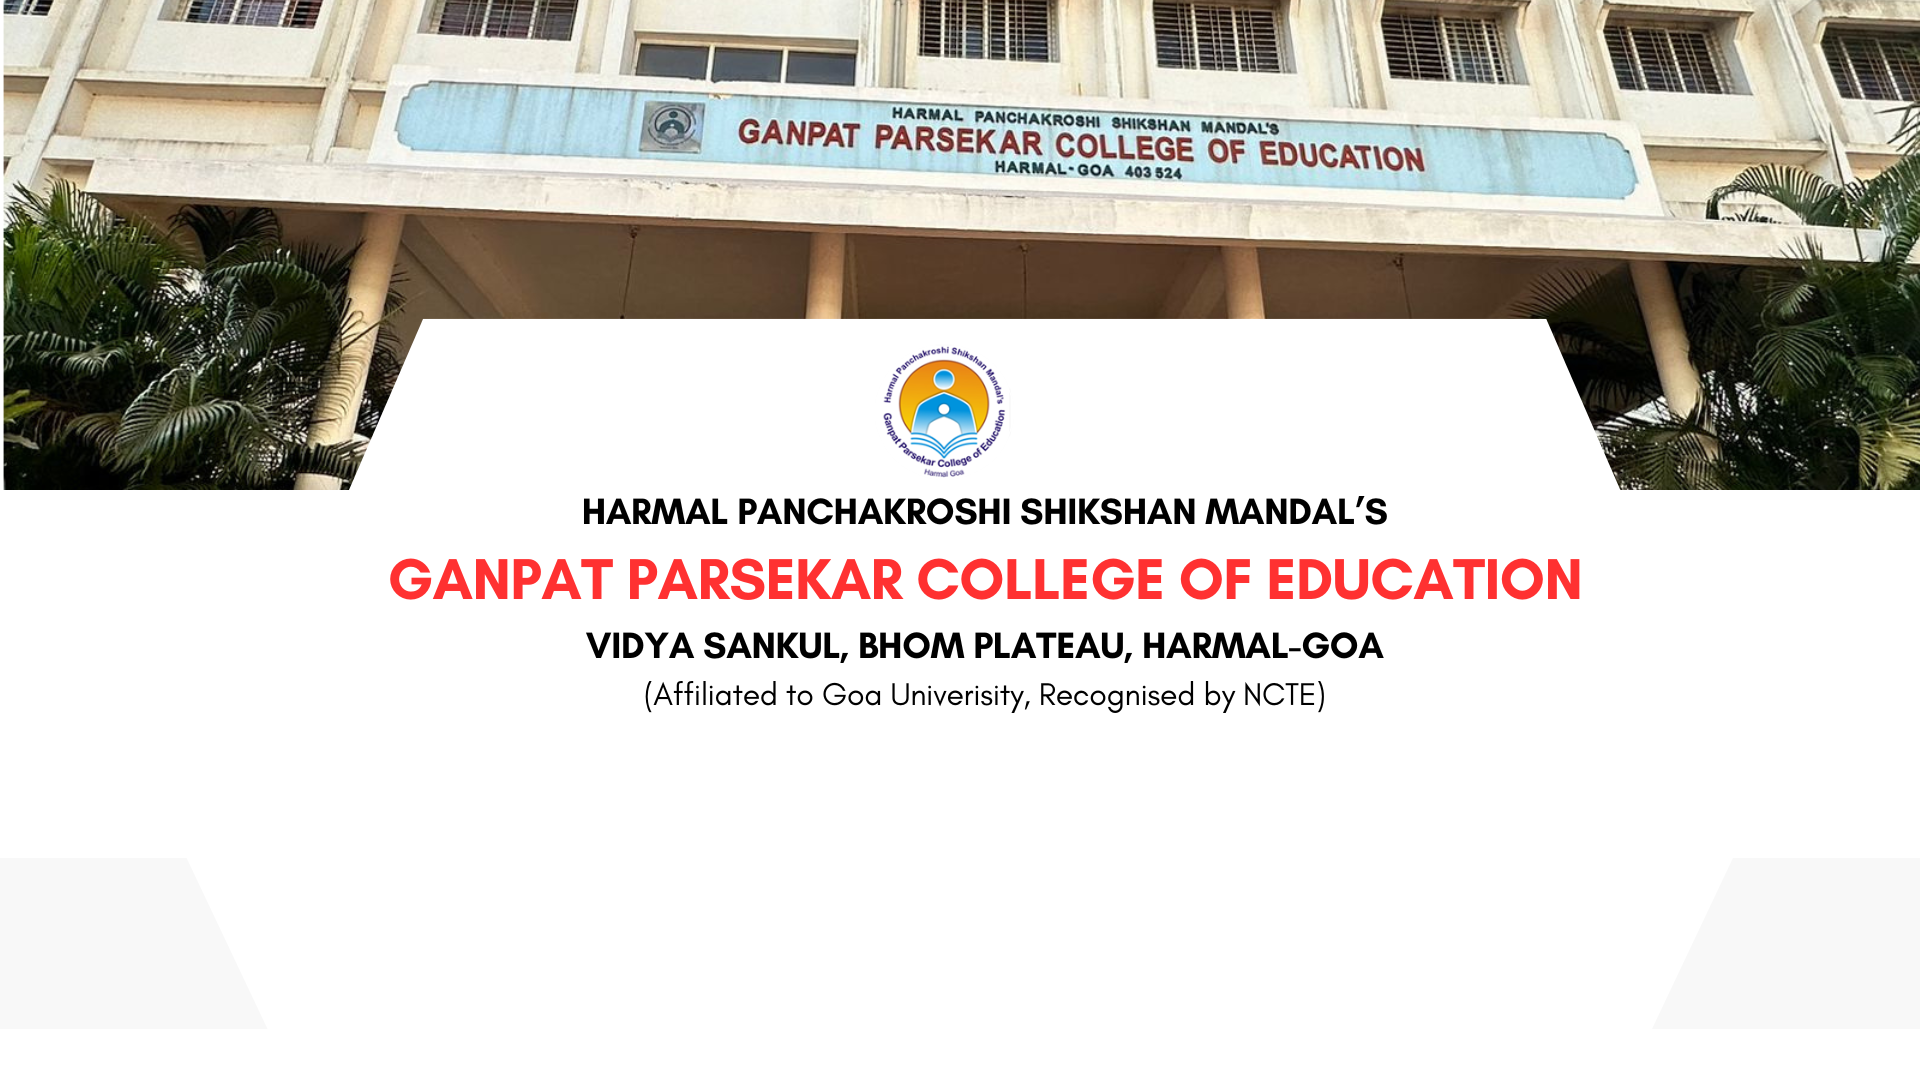 HARMAL PANCHAKROSHI SHIKSHAN MANDAL'S
GANPAT PARSEKAR COLLEGE OF EDUCATION
HARMAL-GOA 403 524
Harmal Panchakroshi Shikshan Mandal's
Ganpat Parsekar College of Education
Harmal Goa
HARMAL PANCHAKROSHI SHIKSHAN MANDAL’S
GANPAT PARSEKAR COLLEGE OF EDUCATION
VIDYA SANKUL, BHOM PLATEAU, HARMAL-GOA
(Affiliated to Goa Univerisity, Recognised by NCTE)